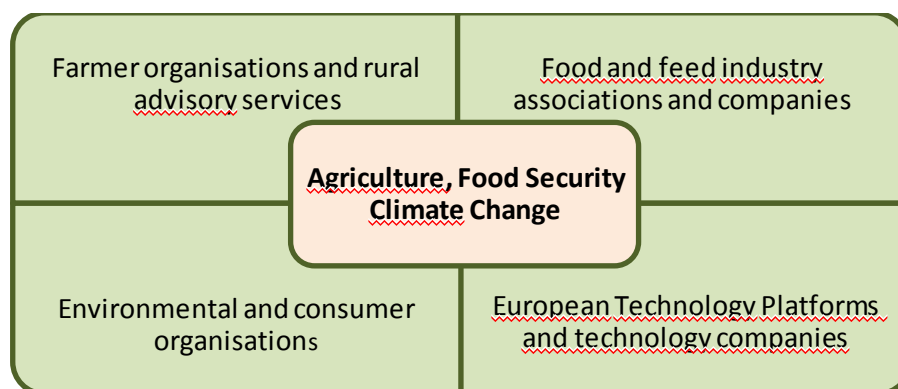 Farmer organisations and rural
advisory services
Food and feed industry
associations and companies
Agriculture, Food Security
Climate Change
Environmental and consumer
organisations
European Technology Platforms
and technology companies